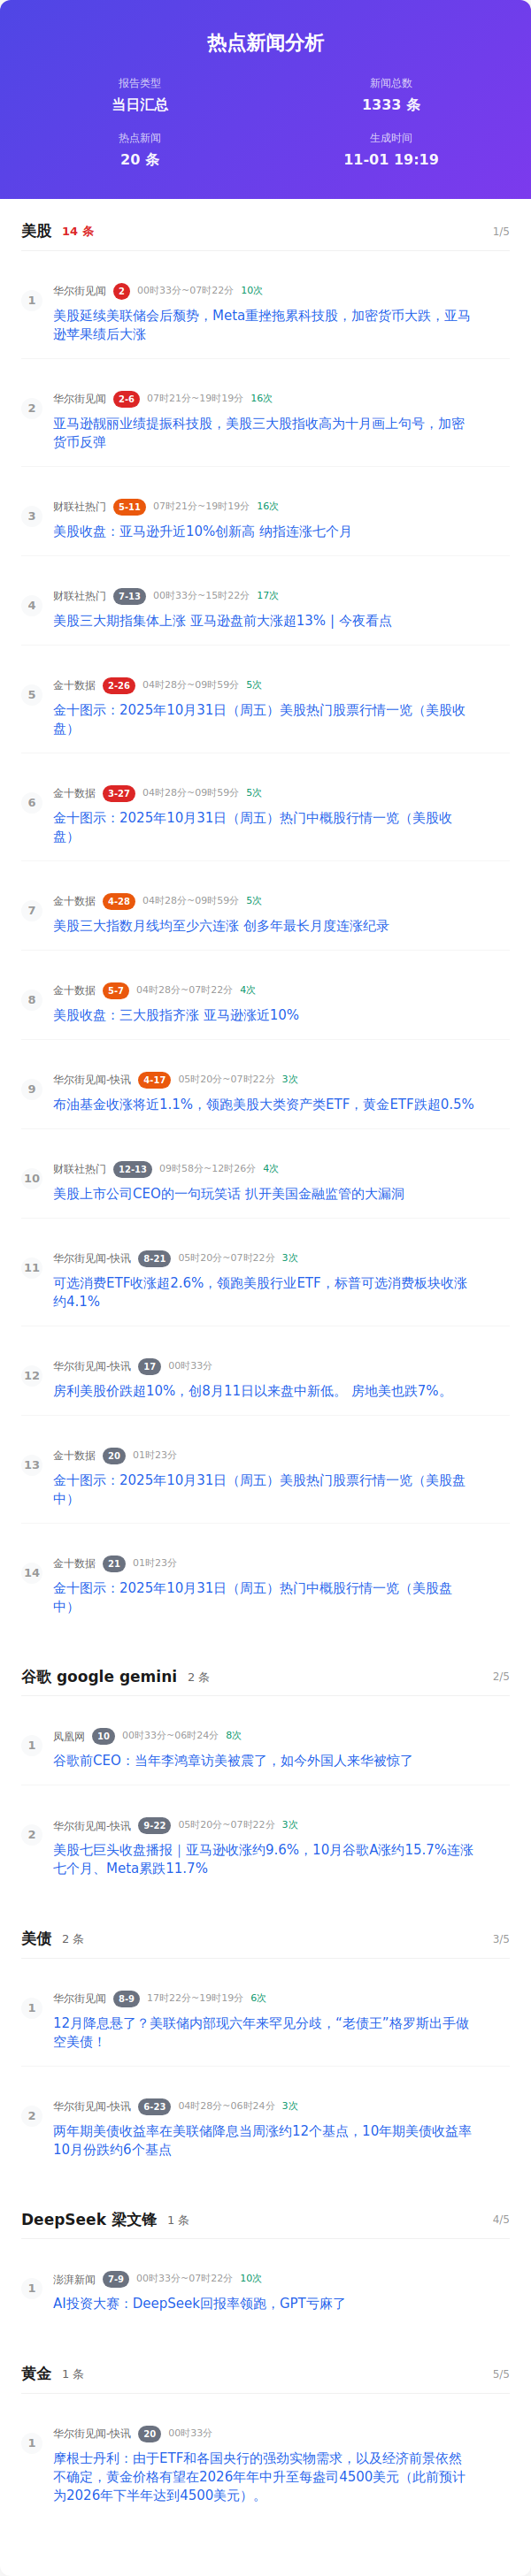 热点新闻分析
报告类型
新闻总数
当日汇总
1333 条
热点新闻
生成时间
20 条
11-01 19:19
美股 14 条 1/5
1
华尔街见闻 2 00时33分~07时22分 10次
美股延续美联储会后颓势，Meta重挫拖累科技股，加密货币大跌，亚马
逊苹果绩后大涨
2
华尔街见闻 2-6 07时21分~19时19分 16次
亚马逊靓丽业绩提振科技股，美股三大股指收高为十月画上句号，加密
货币反弹
3
财联社热门 5-11 07时21分~19时19分 16次
美股收盘：亚马逊升近10%创新高 纳指连涨七个月
4
财联社热门 7-13 00时33分~15时22分 17次
美股三大期指集体上涨 亚马逊盘前大涨超13% | 今夜看点
5
金十数据 2-26 04时28分~09时59分 5次
金十图示：2025年10月31日（周五）美股热门股票行情一览（美股收
盘）
6
金十数据 3-27 04时28分~09时59分 5次
金十图示：2025年10月31日（周五）热门中概股行情一览（美股收
盘）
7
金十数据 4-28 04时28分~09时59分 5次
美股三大指数月线均至少六连涨 创多年最长月度连涨纪录
8
金十数据 5-7 04时28分~07时22分 4次
美股收盘：三大股指齐涨 亚马逊涨近10%
9
华尔街见闻-快讯 4-17 05时20分~07时22分 3次
布油基金收涨将近1.1%，领跑美股大类资产类ETF，黄金ETF跌超0.5%
10
财联社热门 12-13 09时58分~12时26分 4次
美股上市公司CEO的一句玩笑话 扒开美国金融监管的大漏洞
11
华尔街见闻-快讯 8-21 05时20分~07时22分 3次
可选消费ETF收涨超2.6%，领跑美股行业ETF，标普可选消费板块收涨
约4.1%
12
华尔街见闻-快讯 17 00时33分
房利美股价跌超10%，创8月11日以来盘中新低。 房地美也跌7%。
13
金十数据 20 01时23分
金十图示：2025年10月31日（周五）美股热门股票行情一览（美股盘
中）
14
金十数据 21 01时23分
金十图示：2025年10月31日（周五）热门中概股行情一览（美股盘
中）
谷歌 google gemini 2 条 2/5
1
凤凰网 10 00时33分~06时24分 8次
谷歌前CEO：当年李鸿章访美被震了，如今外国人来华被惊了
2
华尔街见闻-快讯 9-22 05时20分~07时22分 3次
美股七巨头收盘播报｜亚马逊收涨约9.6%，10月谷歌A涨约15.7%连涨
七个月、Meta累跌11.7%
美债 2 条 3/5
1
华尔街见闻 8-9 17时22分~19时19分 6次
12月降息悬了？美联储内部现六年来罕见分歧，“老债王”格罗斯出手做
空美债！
2
华尔街见闻-快讯 6-23 04时28分~06时24分 3次
两年期美债收益率在美联储降息当周涨约12个基点，10年期美债收益率
10月份跌约6个基点
DeepSeek 梁文锋 1 条 4/5
1
澎湃新闻 7-9 00时33分~07时22分 10次
AI投资大赛：DeepSeek回报率领跑，GPT亏麻了
黄金 1 条 5/5
1
华尔街见闻-快讯 20 00时33分
摩根士丹利：由于ETF和各国央行的强劲实物需求，以及经济前景依然
不确定，黄金价格有望在2026年年中升至每盎司4500美元（此前预计
为2026年下半年达到4500美元）。